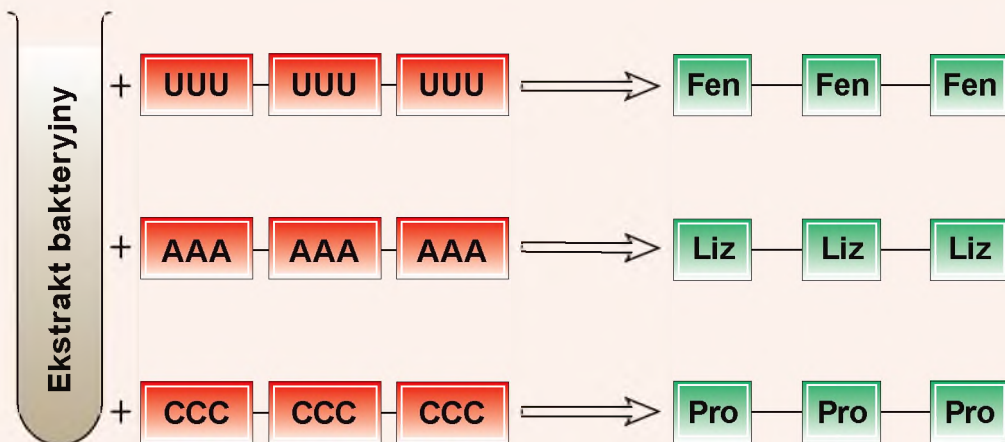 Ekstrakt bakteryjny
+ UUU UUU UUU Fen Fen Fen
+ AAA AAA AAA Liz Liz Liz
+ CCC CCC CCC Pro Pro Pro